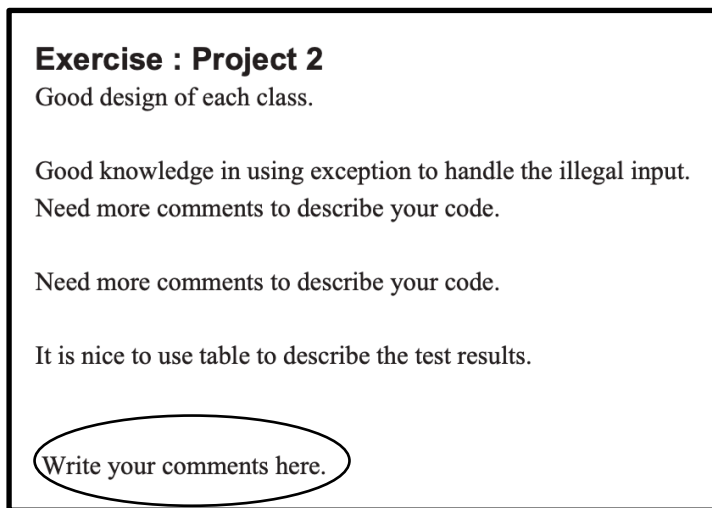 Exercise : Project 2
Good design of each class.
Good knowledge in using exception to handle the illegal input.
Need more comments to describe your code.
Need more comments to describe your code.
It is nice to use table to describe the test results.
Write your comments here.